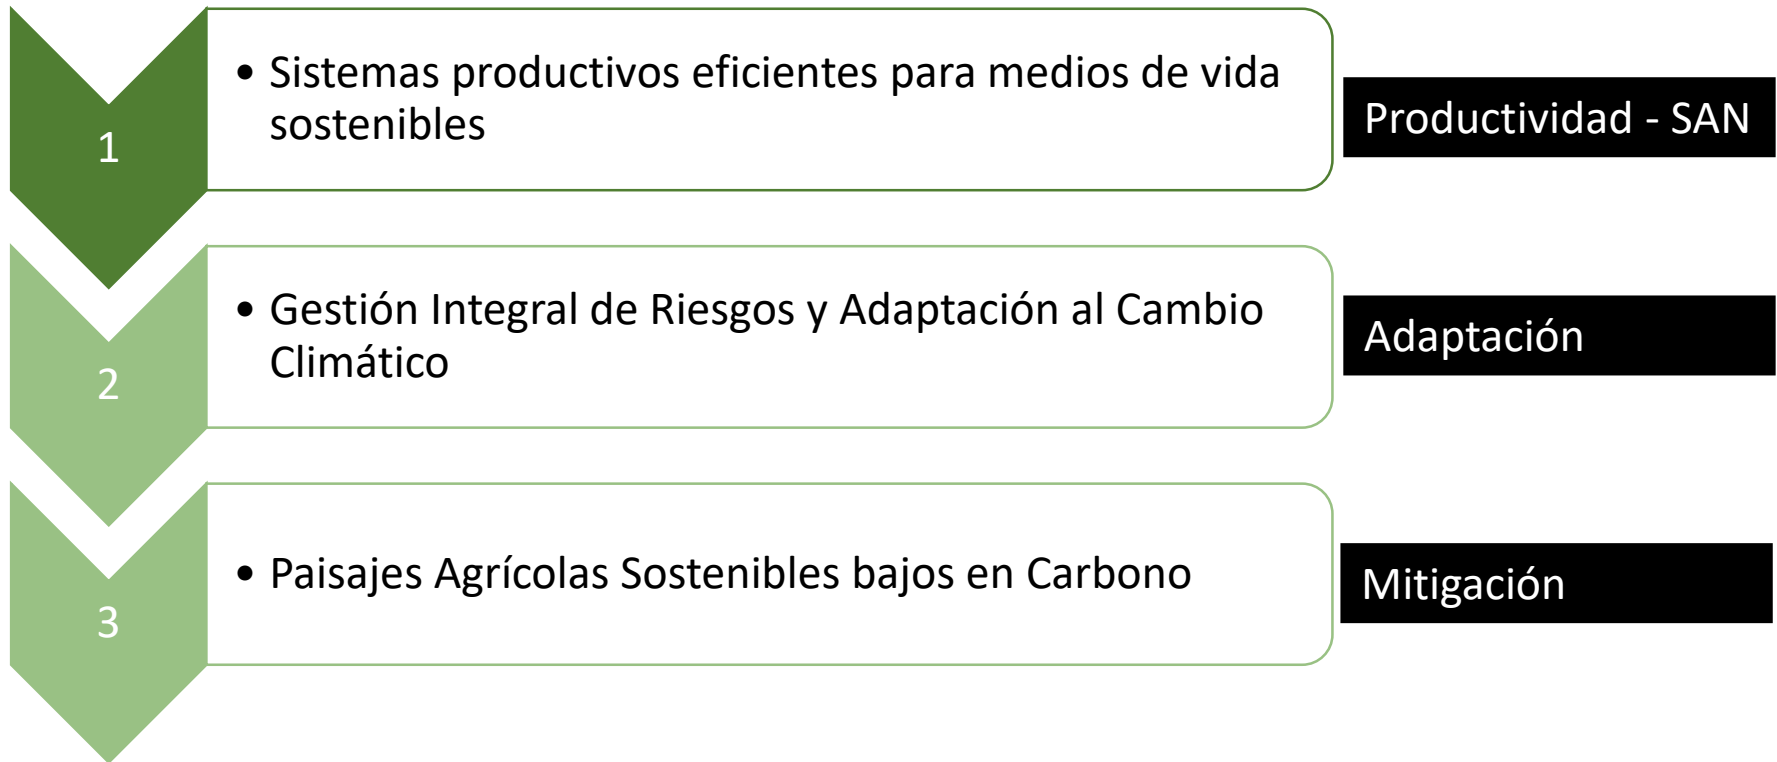 1
• Sistemas productivos eficientes para medios de vida
sostenibles
Productividad - SAN
2
• Gestión Integral de Riesgos y Adaptación al Cambio
Climático
Adaptación
3
• Paisajes Agrícolas Sostenibles bajos en Carbono
Mitigación